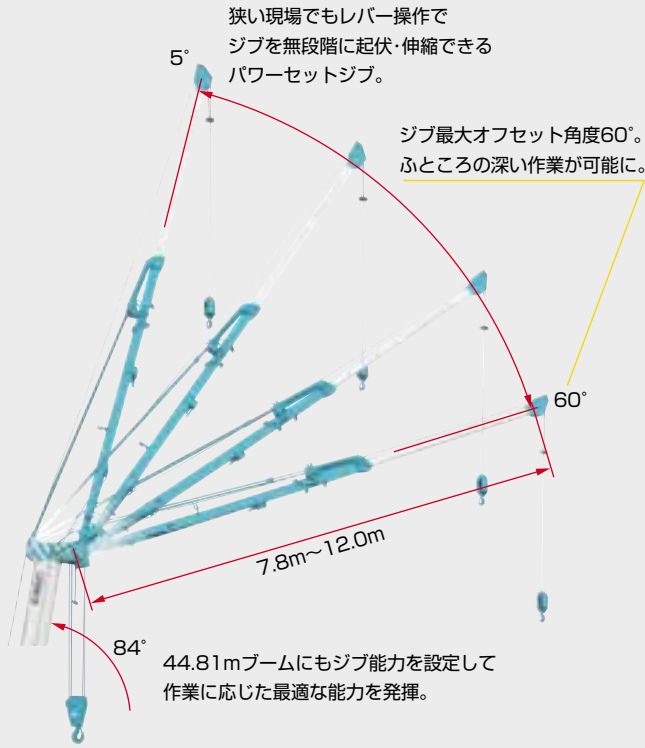 狭い現場でもレバー操作で
ジブを無段階に起伏・伸縮できる
パワーセットジブ。
5°
ジブ最大オフセット角度60°。
ふところの深い作業が可能に。
60°
7.8m～12.0m
84°
44.81mブームにもジブ能力を設定して
作業に応じた最適な能力を発揮。